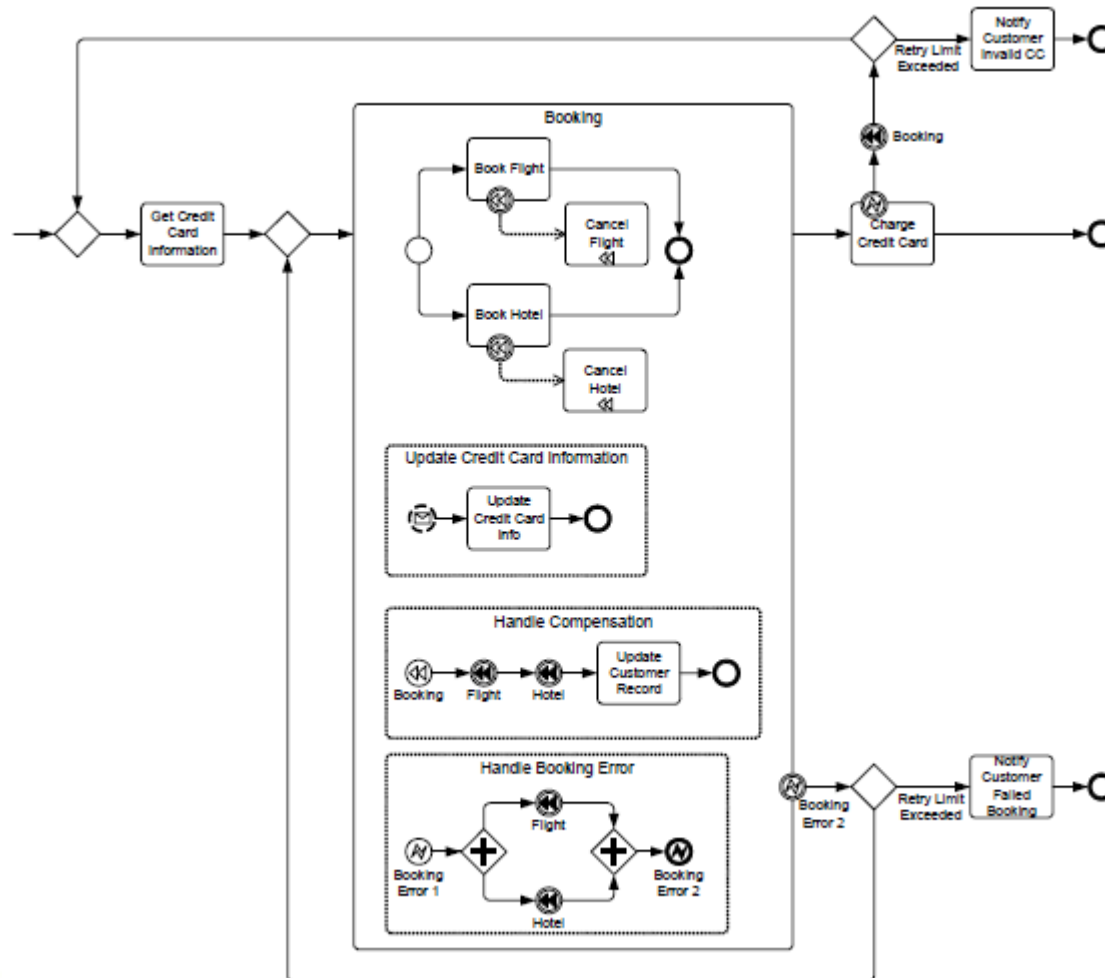 Notify
Customer
Invalid CC
Retry Limit
Exceeded
Booking
Booking
Book Flight
Get Credit
Card
Information
Cancel
Flight
Charge
Credit Card
Book Hotel
Cancel
Hotel
Update Credit Card Information
Update
Credit Card
Info
Handle Compensation
Update
Customer
Record
Booking
Flight
Hotel
Handle Booking Error
Flight
Booking
Error 1
Booking
Error 2
Hotel
Booking
Error 2
Retry Limit
Exceeded
Notify
Customer
Failed
Booking